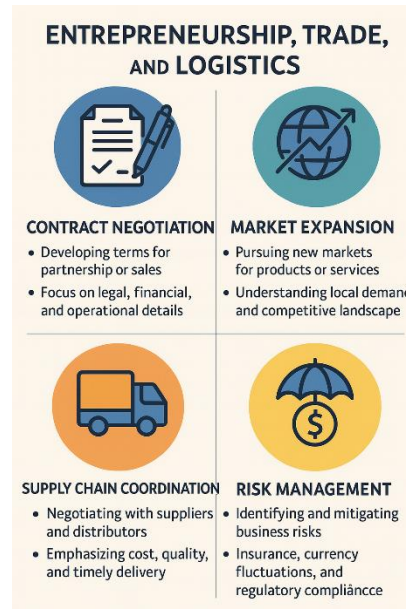 ENTREPRENEURSHIP, TRADE,
AND LOGISTICS
CONTRACT NEGOTIATION
• Developing terms for
partnership or sales
• Focus on legal, financial,
and operational details
MARKET EXPANSION
• Pursuing new markets
for products or services
• Understanding local demand
and competitive landscape
SUPPLY CHAIN COORDINATION
• Negotiating with suppliers
and distributors
• Emphasizing cost, quality,
and timely delivery
$
RISK MANAGEMENT
• Identifying and mitigating
business risks
• Insurance, currency
fluctuations, and
regulatory compliâncce